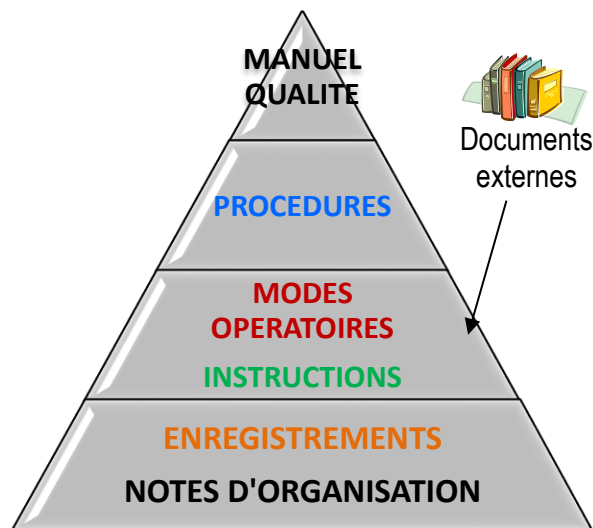 MANUEL
QUALITE
Documents
externes
PROCEDURES
MODES
OPERATOIRES
INSTRUCTIONS
ENREGISTREMENTS
NOTES D'ORGANISATION